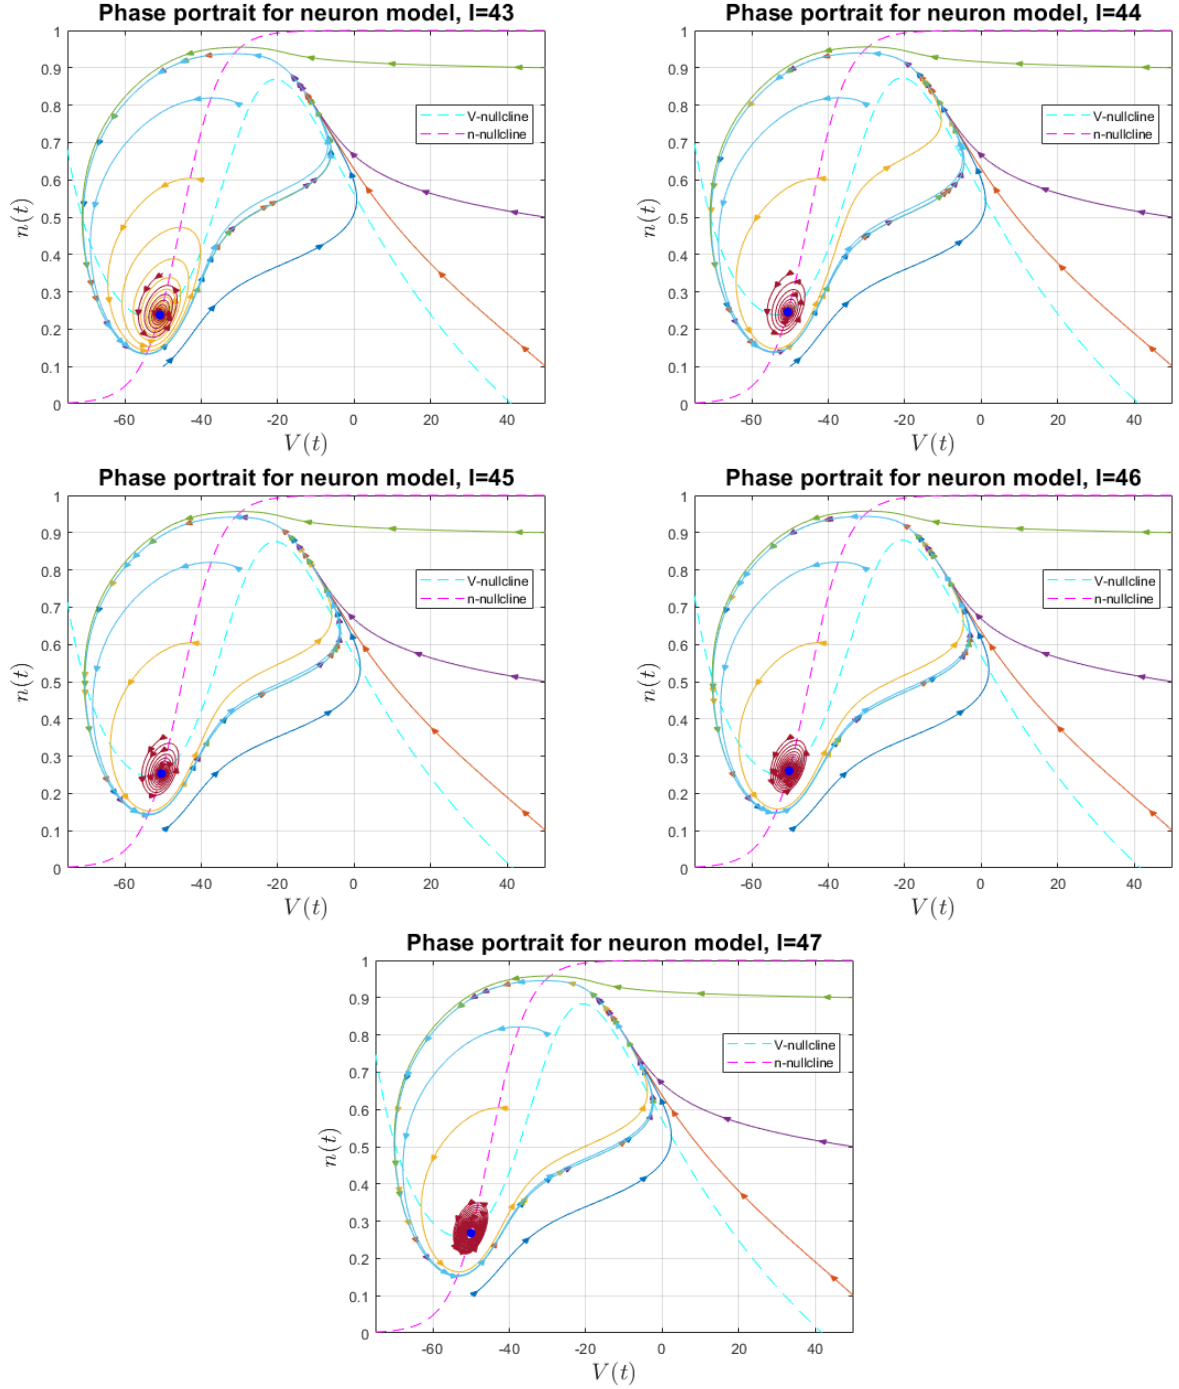 Phase portrait for neuron model, I=43
1
0.9
0.8
0.7
0.6
0.5
0.4
0.3
0.2
0.1
0
n(t)
V-nullcline
n-nullcline
-60 -40 -20 0 20 40
V(t)
Phase portrait for neuron model, I=44
1
0.9
0.8
0.7
0.6
0.5
0.4
0.3
0.2
0.1
0
n(t)
V-nullcline
n-nullcline
-60 -40 -20 0 20 40
V(t)
Phase portrait for neuron model, I=45
1
0.9
0.8
0.7
0.6
0.5
0.4
0.3
0.2
0.1
0
n(t)
V-nullcline
n-nullcline
-60 -40 -20 0 20 40
V(t)
Phase portrait for neuron model, I=46
1
0.9
0.8
0.7
0.6
0.5
0.4
0.3
0.2
0.1
0
n(t)
V-nullcline
n-nullcline
-60 -40 -20 0 20 40
V(t)
Phase portrait for neuron model, I=47
1
0.9
0.8
0.7
0.6
0.5
0.4
0.3
0.2
0.1
0
n(t)
V-nullcline
n-nullcline
-60 -40 -20 0 20 40
V(t)